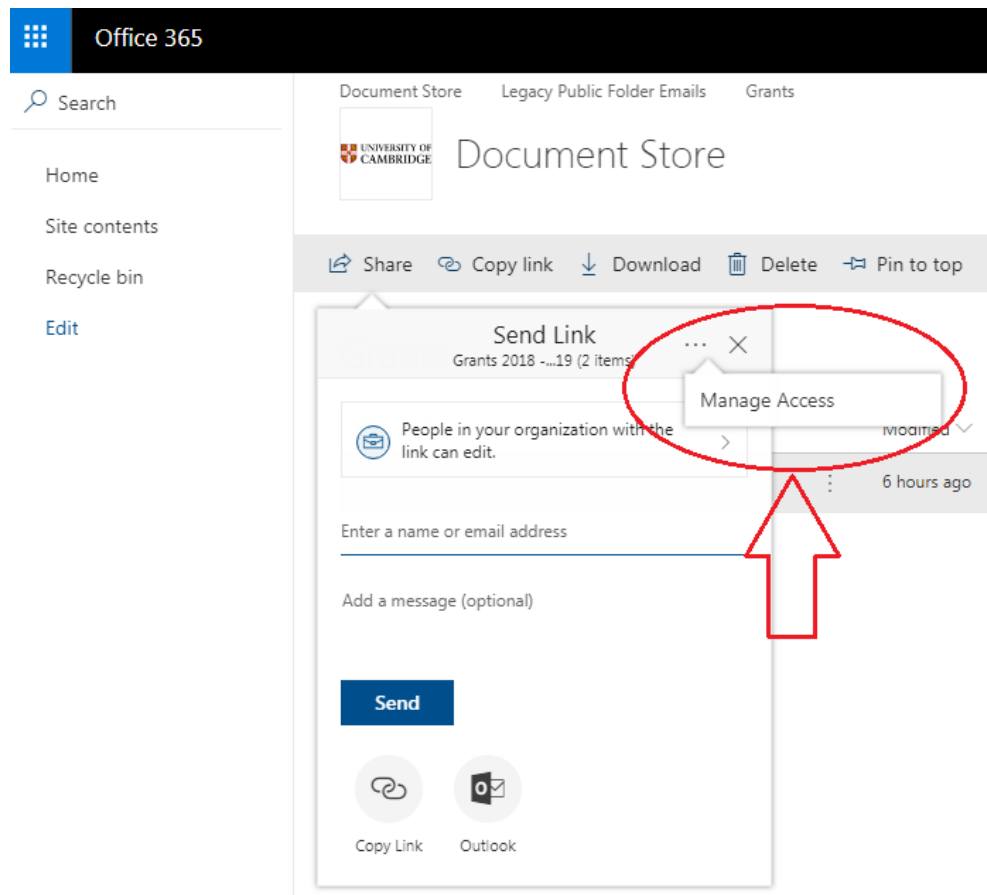 Office 365
Search
Home
Site contents
Recycle bin
Edit
Document Store Legacy Public Folder Emails Grants
UNIVERSITY OF
CAMBRIDGE
Document Store
Share Copy link Download Delete Pin to top
Send Link
Grants 2018 -...19 (2 items)
...
Manage Access
People in your organization with the
link can edit.
Modified
6 hours ago
Enter a name or email address
Add a message (optional)
Send
Copy Link Outlook